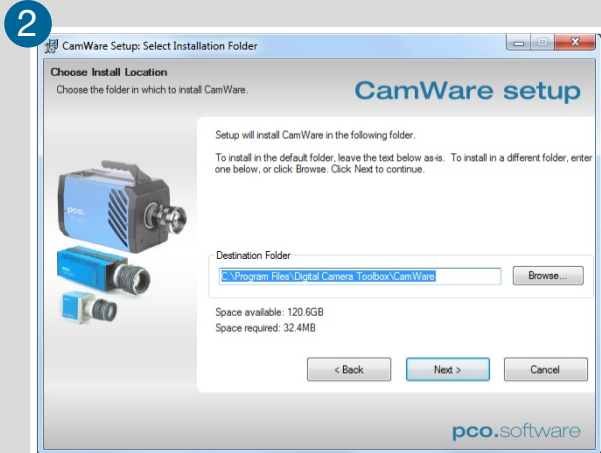 2
CamWare Setup: Select Installation Folder
Choose Install Location
Choose the folder in which to install CamWare.
CamWare setup
Setup will install CamWare in the following folder.
To install in the default folder, leave the text below as-is. To install in a different folder, enter
one below, or click Browse. Click Next to continue.
pco.
Destination Folder
C:\Program Files\Digital Camera Toolbox\CamWare
Browse...
Space available: 120.6GB
Space required: 32.4MB
< Back
Next >
Cancel
pco.software